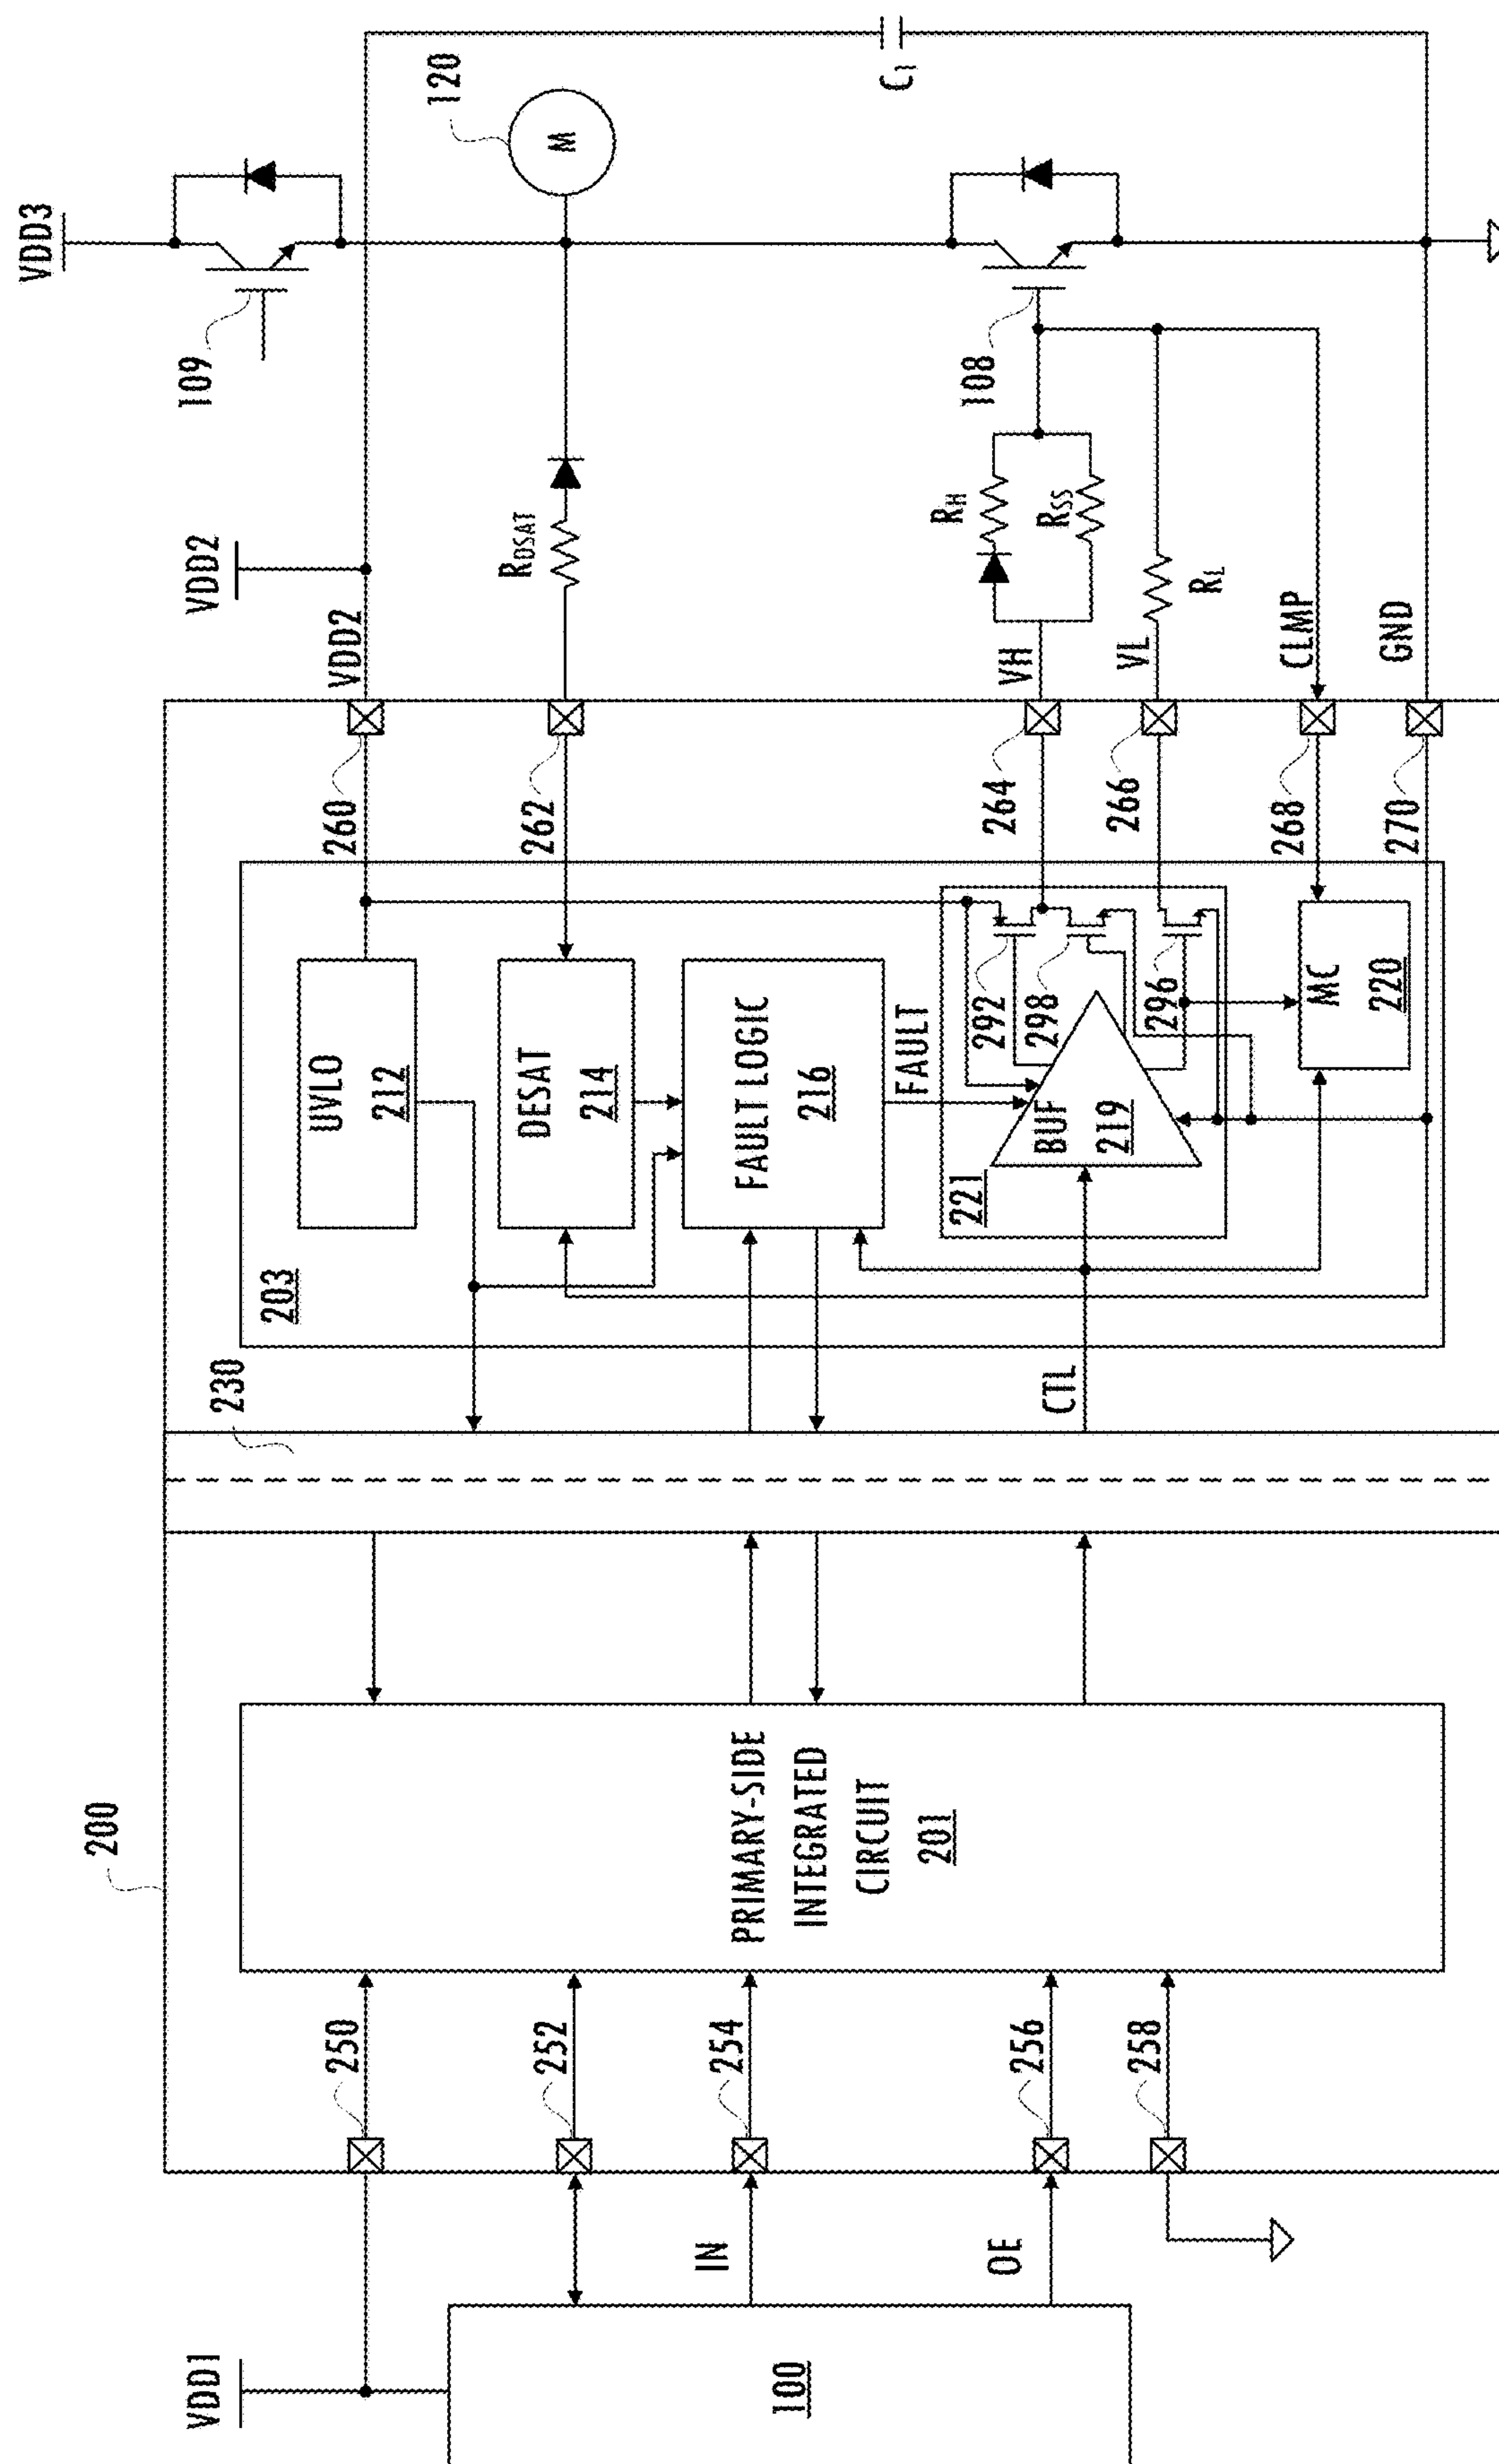 VDD1
100
IN
OE
200
250
252
254
256
258
PRIMARY-SIDE
INTEGRATED
CIRCUIT
201
230
CTL
203
UVLO
212
DESAT
214
FAULT LOGIC
216
FAULT
221
BUF
219
292
298
296
MC
220
260
262
264
266
268
270
VDD2
VDD2
RDSAT
VH
RH
RSS
VL
RL
CLMP
GND
VDD3
109
120
M
108
C1